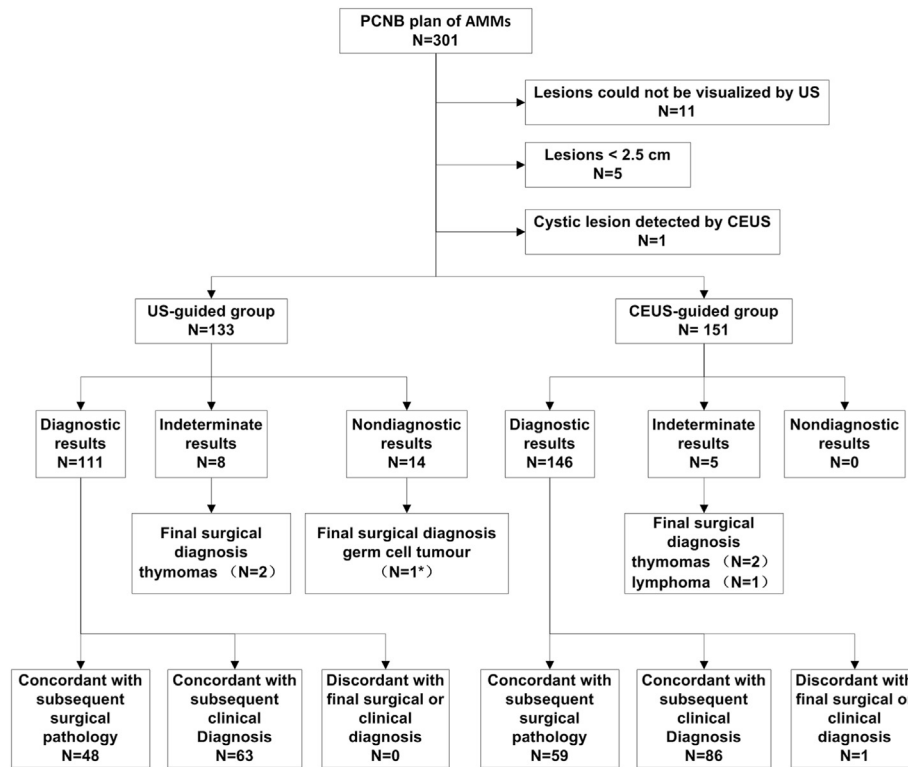 PCNB plan of AMMs
N=301
Lesions could not be visualized by US
N=11
Lesions < 2.5 cm
N=5
Cystic lesion detected by CEUS
N=1
US-guided group
N=133
CEUS-guided group
N= 151
Diagnostic
results
N=111
Indeterminate
results
N=8
Nondiagnostic
results
N=14
Diagnostic
results
N=146
Indeterminate
results
N=5
Nondiagnostic
results
N=0
Final surgical
diagnosis
thymomas（N=2）
Final surgical diagnosis
germ cell tumour
（N=1*）
Final surgical
diagnosis
thymomas（N=2）
lymphoma（N=1）
Concordant with
subsequent
surgical
pathology
N=48
Concordant with
subsequent
clinical
Diagnosis
N=63
Discordant with
final surgical or
clinical
diagnosis
N=0
Concordant with
subsequent
surgical
pathology
N=59
Concordant with
subsequent
clinical
Diagnosis
N=86
Discordant with
final surgical or
clinical
diagnosis
N=1